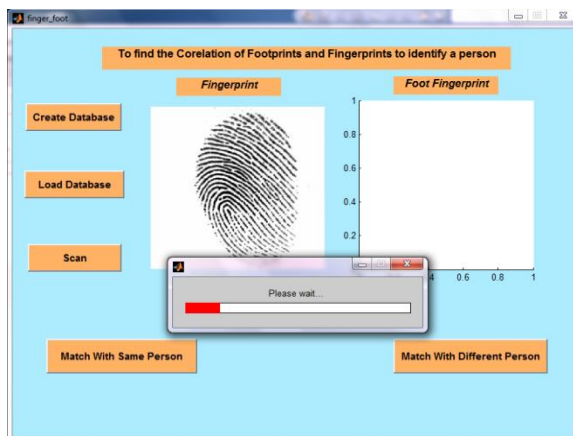 finger_foot
To find the Corelation of Footprints and Fingerprints to identify a person
Fingerprint
Foot Fingerprint
Create Database
Load Database
Scan
1
0.8
0.6
0.4
0.2
0.4 0.6 0.8 1
Please wait...
Match With Same Person
Match With Different Person